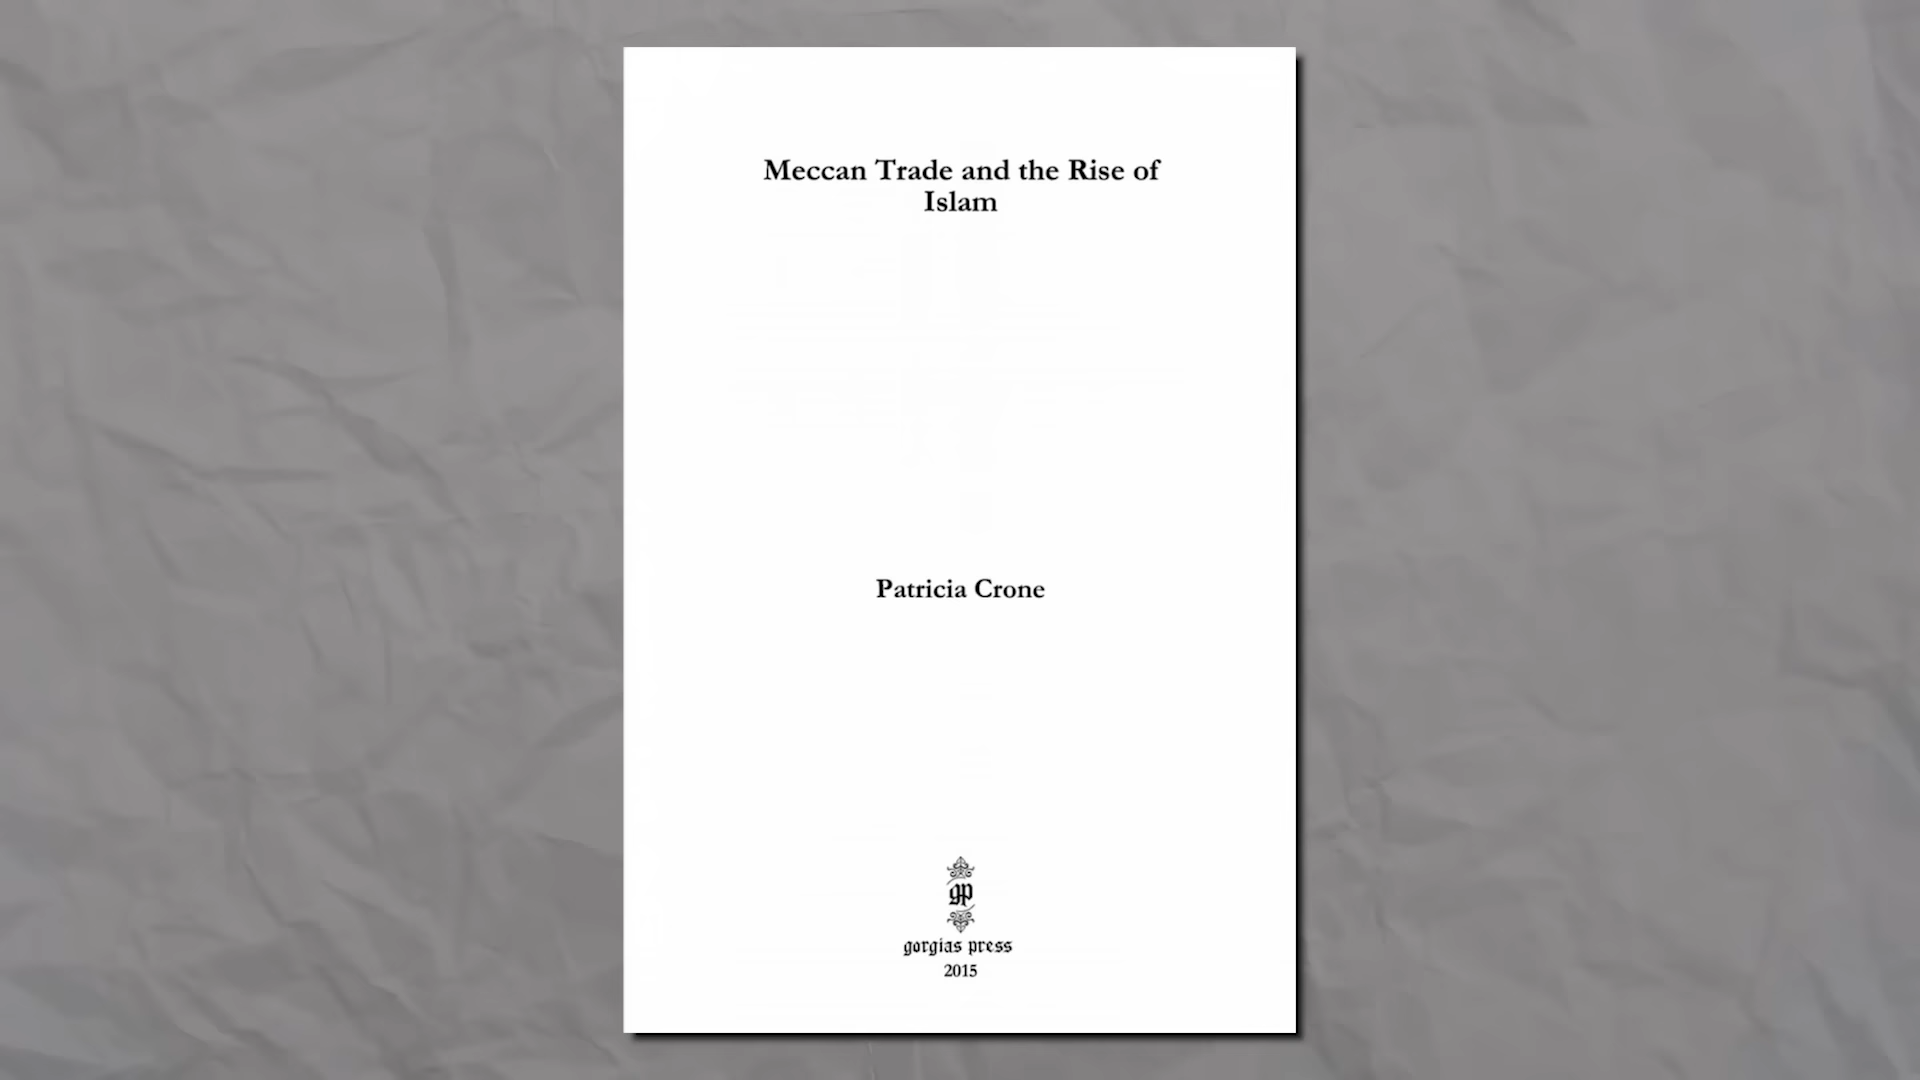 Meccan Trade and the Rise of
Islam
Patricia Crone
gp
gorgias press
2015